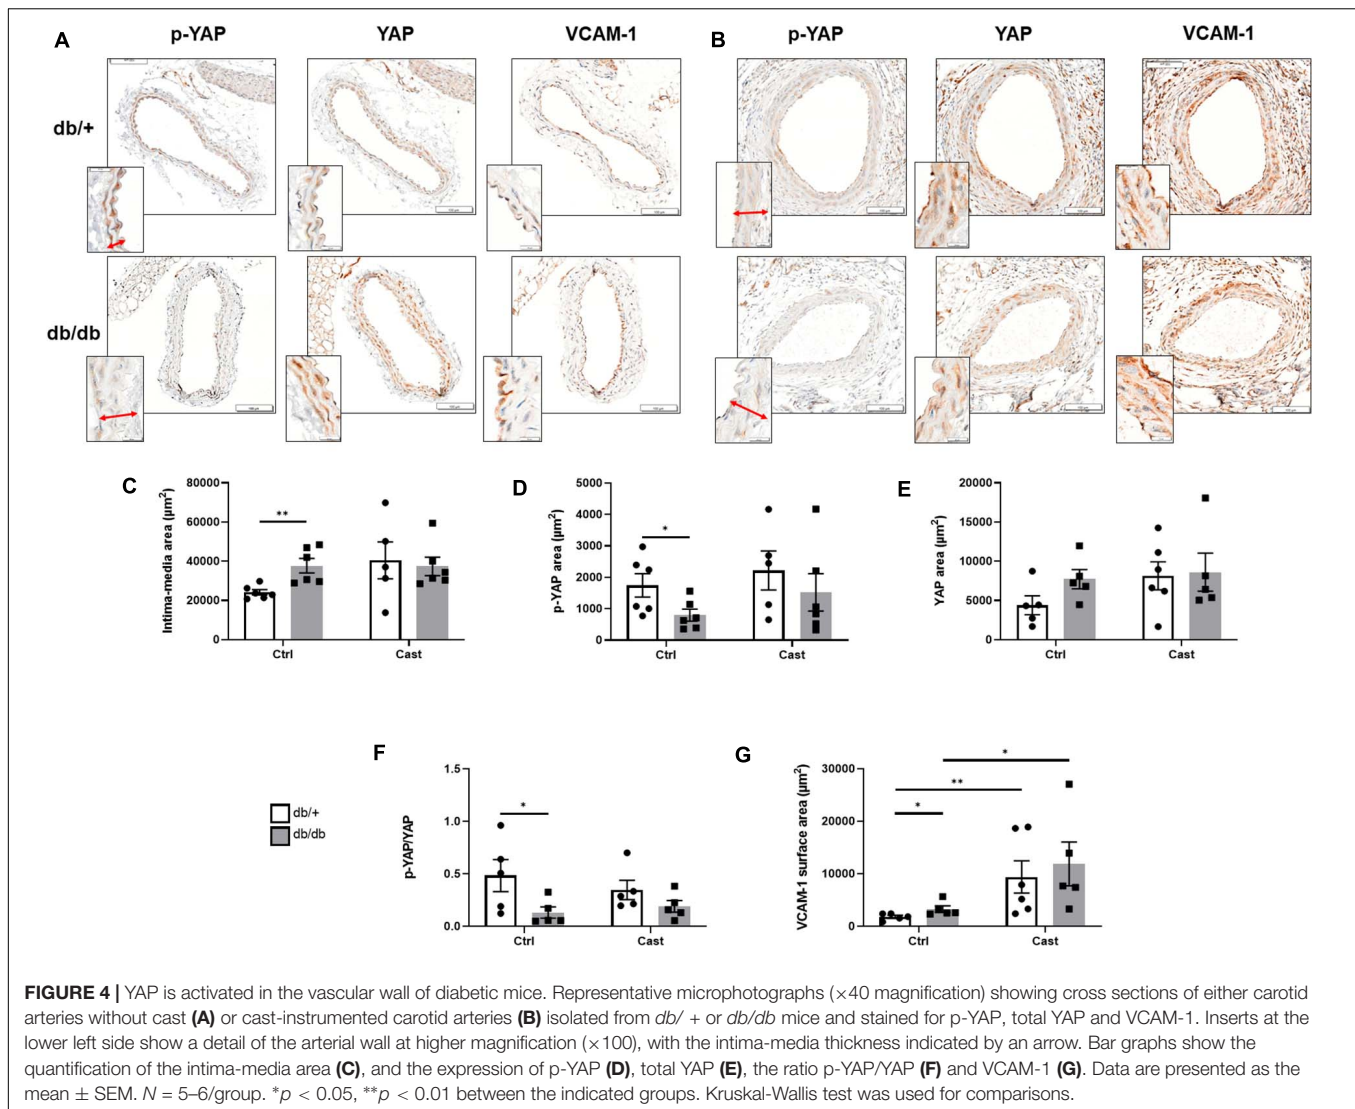 A
p-YAP
YAP
VCAM-1
B
p-YAP
YAP
VCAM-1
db/+
db/db
C
Intima-media area (µm²)
80000
60000
40000
20000
0
**
Ctrl
Cast
D
p-YAP area (µm²)
5000
4000
3000
2000
1000
0
*
Ctrl
Cast
E
YAP area (µm²)
20000
15000
10000
5000
0
Ctrl
Cast
db/+
db/db
F
p-YAP/YAP
1.5
1.0
0.5
0.0
*
Ctrl
Cast
G
VCAM-1 surface area (µm²)
30000
20000
10000
0
*
**
*
Ctrl
Cast
FIGURE 4 | YAP is activated in the vascular wall of diabetic mice. Representative microphotographs (×40 magnification) showing cross sections of either carotid
arteries without cast (A) or cast-instrumented carotid arteries (B) isolated from db/ + or db/db mice and stained for p-YAP, total YAP and VCAM-1. Inserts at the
lower left side show a detail of the arterial wall at higher magnification (×100), with the intima-media thickness indicated by an arrow. Bar graphs show the
quantification of the intima-media area (C), and the expression of p-YAP (D), total YAP (E), the ratio p-YAP/YAP (F) and VCAM-1 (G). Data are presented as the
mean ± SEM. N = 5–6/group. *p < 0.05, **p < 0.01 between the indicated groups. Kruskal-Wallis test was used for comparisons.